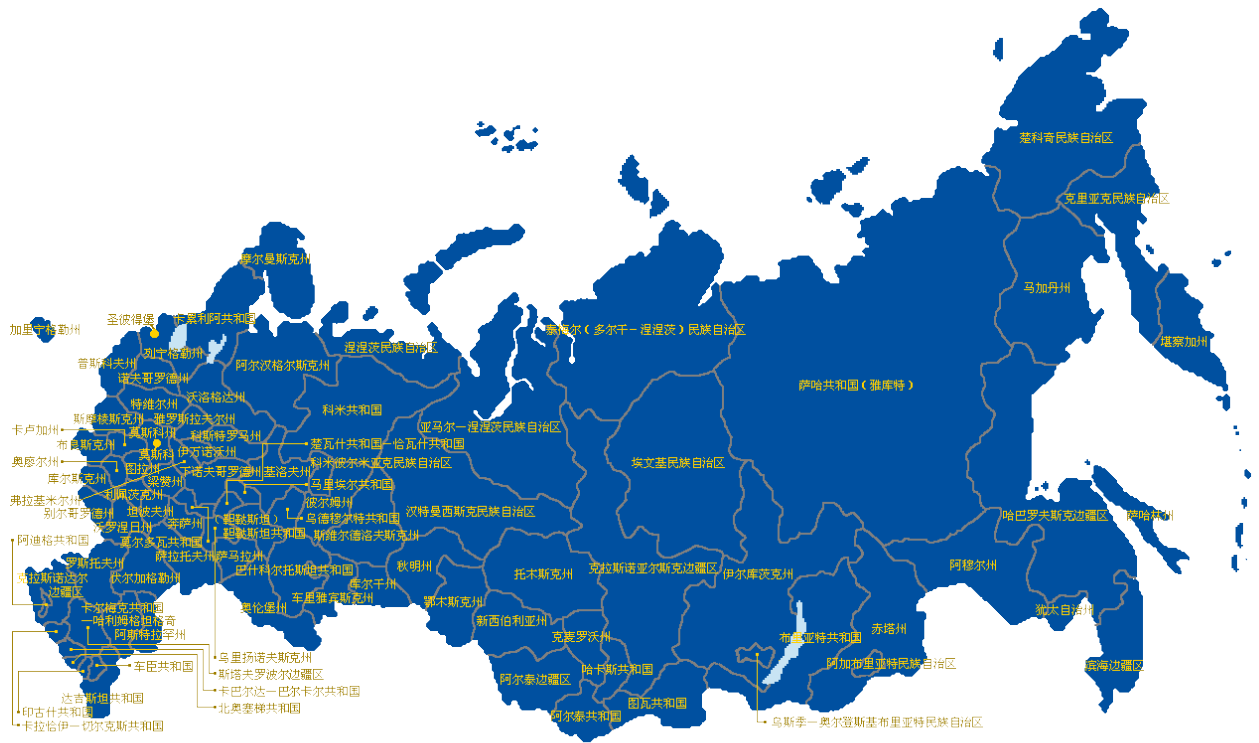 楚科奇民族自治区
克里亚克民族自治区
摩尔曼斯克州
马加丹州
圣彼得堡
卡累利阿共和国
加里宁格勒州
泰梅尔（多尔干－涅涅茨）民族自治区
堪察加州
涅涅茨民族自治区
列宁格勒州
普斯科夫州
阿尔汉格尔斯克州
诺夫哥罗德州
萨哈共和国（雅库特）
沃洛格达州
特维尔州
科米共和国
斯摩棱斯克州
雅罗斯拉夫尔州
亚马尔－涅涅茨民族自治区
卡卢加州
莫斯科州
科斯特罗马州
布良斯克州
楚瓦什共和国－恰瓦什共和国
莫斯科
伊万诺沃州
奥廖尔州
图拉州
下诺夫哥罗德州
基洛夫州
科米彼尔米亚克民族自治区
埃文基民族自治区
库尔斯克州
梁赞州
马里埃尔共和国
利佩茨克州
弗拉基米尔州
彼尔姆州
别尔哥罗德州
坦波夫州
汉特曼西斯克民族自治区
哈巴罗夫斯克边疆区
萨哈林州
沃罗涅日州
奔萨州
（鞑靼斯坦）
乌德穆尔特共和国
鞑靼斯坦共和国
斯维尔德洛夫斯克州
阿迪格共和国
莫尔多瓦共和国
萨拉托夫州
萨马拉州
罗斯托夫州
巴什科尔托斯坦共和国
秋明州
阿穆尔州
克拉斯诺达尔
边疆区
伏尔加格勒州
托木斯克州
克拉斯诺亚尔斯克边疆区
伊尔库茨克州
库尔干州
车里雅宾斯克州
鄂木斯克州
卡尔梅克共和国
－哈利姆格坦格奇
奥伦堡州
犹太自治州
新西伯利亚州
阿斯特拉罕州
克麦罗沃州
布里亚特共和国
赤塔州
乌里扬诺夫斯克州
车臣共和国
阿加布里亚特民族自治区
滨海边疆区
斯塔夫罗波尔边疆区
哈卡斯共和国
阿尔泰边疆区
卡巴尔达－巴尔卡尔共和国
达吉斯坦共和国
图瓦共和国
北奥塞梯共和国
印古什共和国
阿尔泰共和国
卡拉恰伊－切尔克斯共和国
乌斯季－奥尔登斯基布里亚特民族自治区